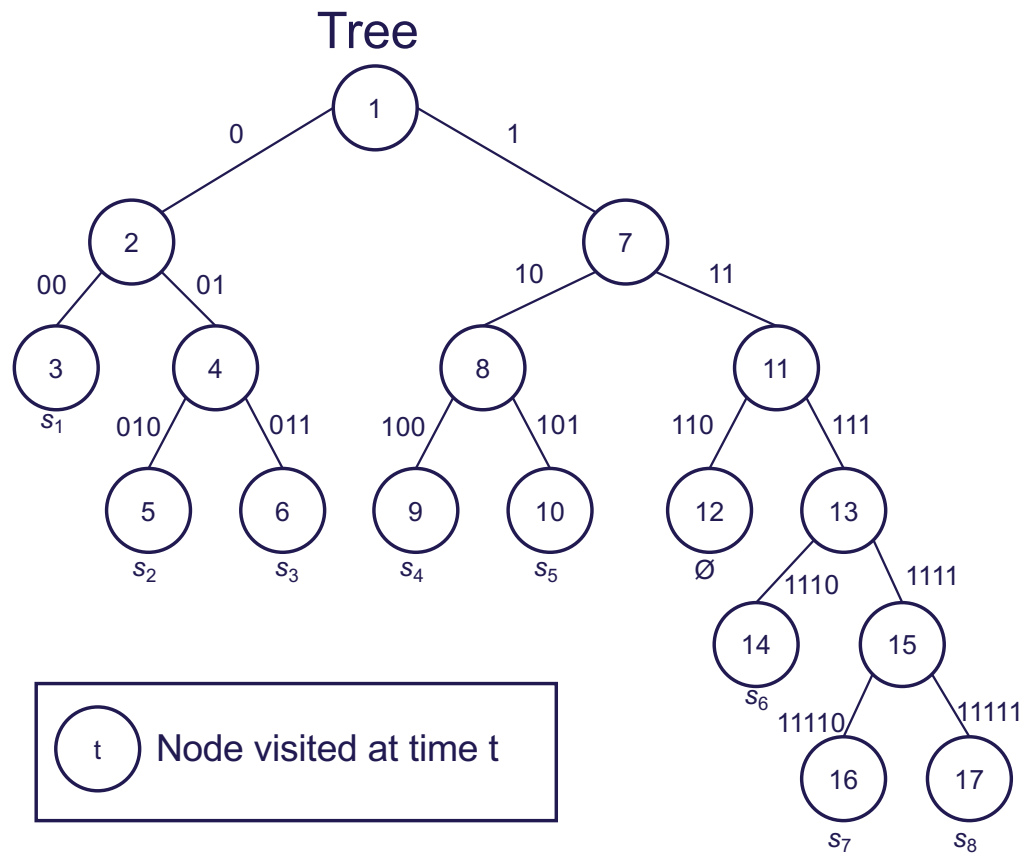 Tree
1
0 1
2 7
00 01 10 11
3 4 8 11
s₁
010 011 100 101 110 111
5 6 9 10 12 13
s₂ s₃ s₄ s₅ Ø
1110 1111
14 15
s₆
11110 11111
t Node visited at time t
16 17
s₇ s₈